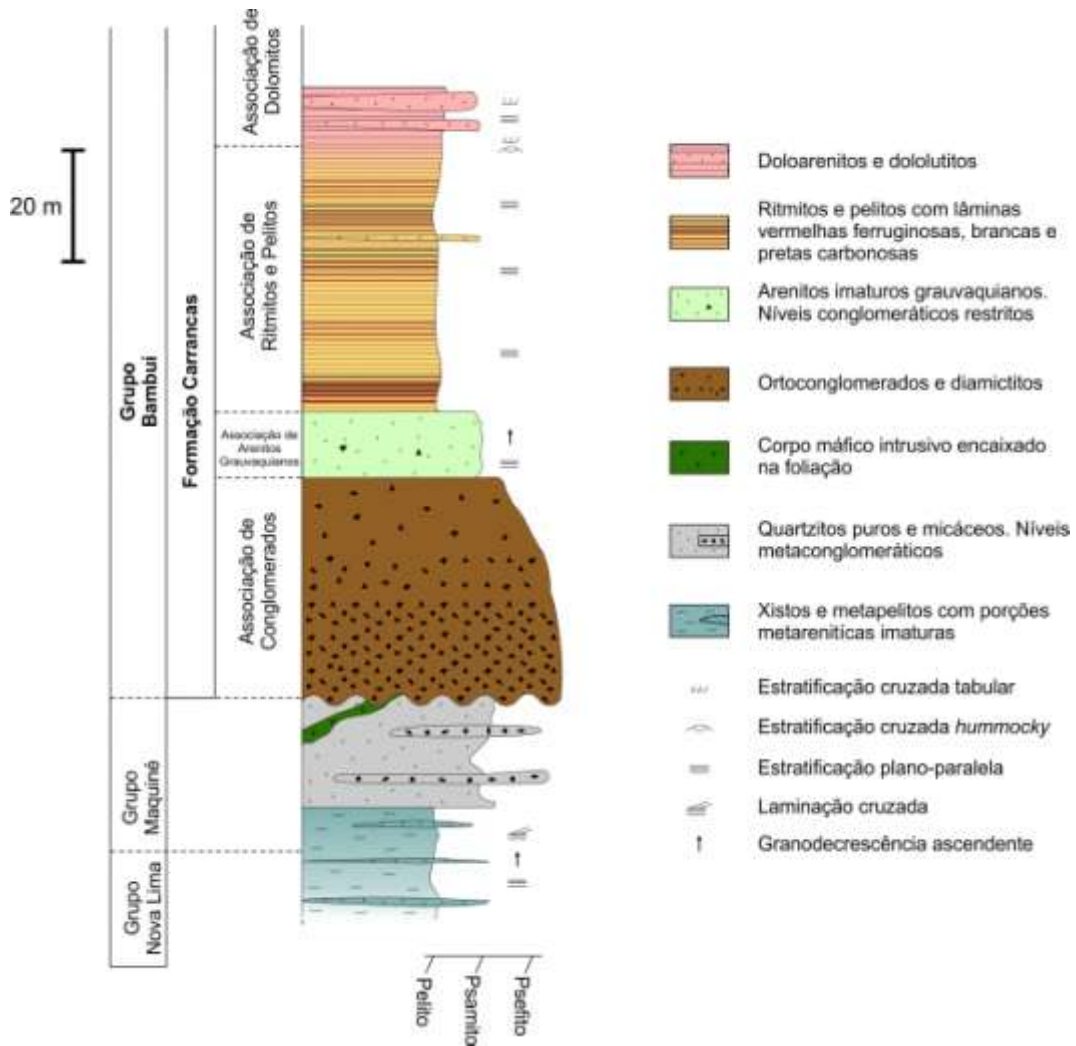 Associação de
Dolomitos
20 m
Associação de
Ritmitos e Pelitos
Grupo
Bambuí
Formação Carrancas
Associação de
Arenitos
Grauvaquianos
Associação de
Conglomerados
Grupo
Maquiné
Grupo
Nova Lima
Pelito
Psamito
Psefito
Doloarenitos e dololutitos
Ritmitos e pelitos com lâminas
vermelhas ferruginosas, brancas e
pretas carbonosas
Arenitos imaturos grauvaquianos.
Níveis conglomeráticos restritos
Ortoconglomerados e diamictitos
Corpo máfico intrusivo encaixado
na foliação
Quartzitos puros e micáceos. Níveis
metaconglomeráticos
Xistos e metapelitos com porções
metareníticas imaturas
Estratificação cruzada tabular
Estratificação cruzada hummocky
Estratificação plano-paralela
Laminação cruzada
Granodecrescência ascendente